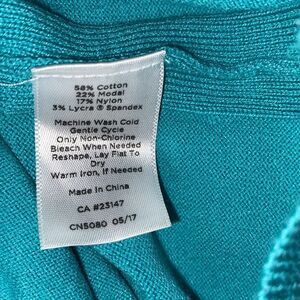 58% Cotton
22% Modal
17% Nylon
3% Lycra ® Spandex
Machine Wash Cold
Gentle Cycle
Only Non-Chlorine
Bleach When Needed
Reshape, Lay Flat To
Dry
Warm Iron, If Needed
Made In China
CA #23147
CN5080 05/17